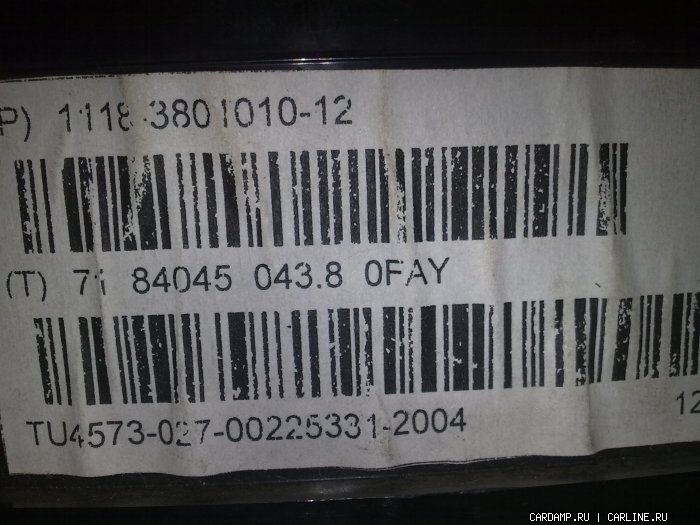 P) 1118-3801010-12
(T) 71 84045 043.8 0FAY
TU4573-027-00225331-2004
12
CARDAMP.RU | CARLINE.RU